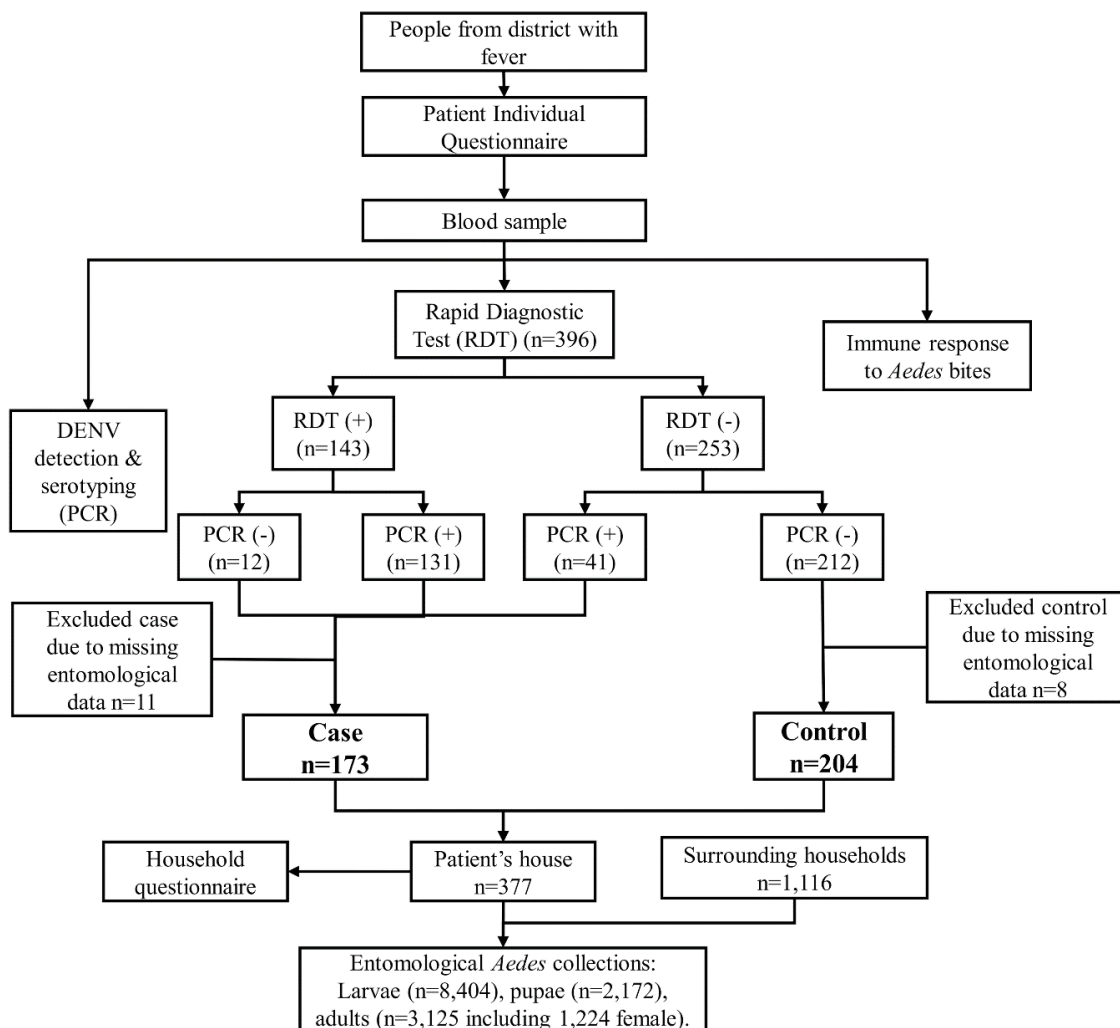 People from district with
fever
Patient Individual
Questionnaire
Blood sample
Rapid Diagnostic
Test (RDT) (n=396)
Immune response
to Aedes bites
DENV
detection &
serotyping
(PCR)
RDT (+)
(n=143)
RDT (-)
(n=253)
PCR (-)
(n=12)
PCR (+)
(n=131)
PCR (+)
(n=41)
PCR (-)
(n=212)
Excluded case
due to missing
entomological
data n=11
Excluded control
due to missing
entomological
data n=8
Case
n=173
Control
n=204
Household
questionnaire
Patient’s house
n=377
Surrounding households
n=1,116
Entomological Aedes collections:
Larvae (n=8,404), pupae (n=2,172),
adults (n=3,125 including 1,224 female).